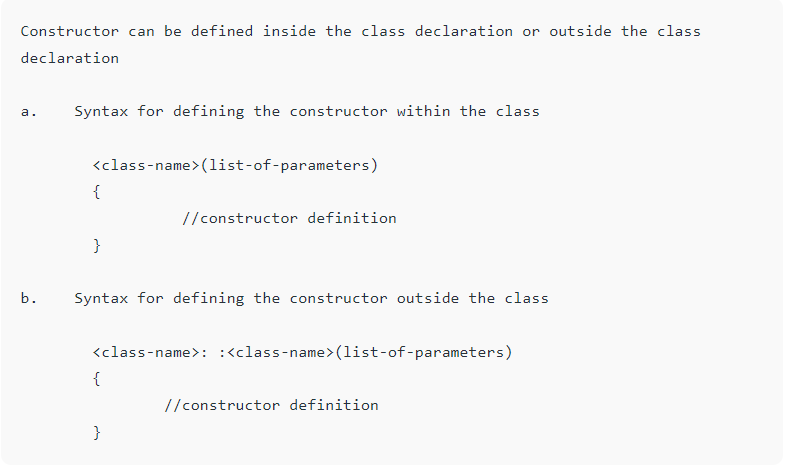 Constructor can be defined inside the class declaration or outside the class
declaration
a. Syntax for defining the constructor within the class
<class-name>(list-of-parameters)
{
//constructor definition
}
b. Syntax for defining the constructor outside the class
<class-name>: :<class-name>(list-of-parameters)
{
//constructor definition
}